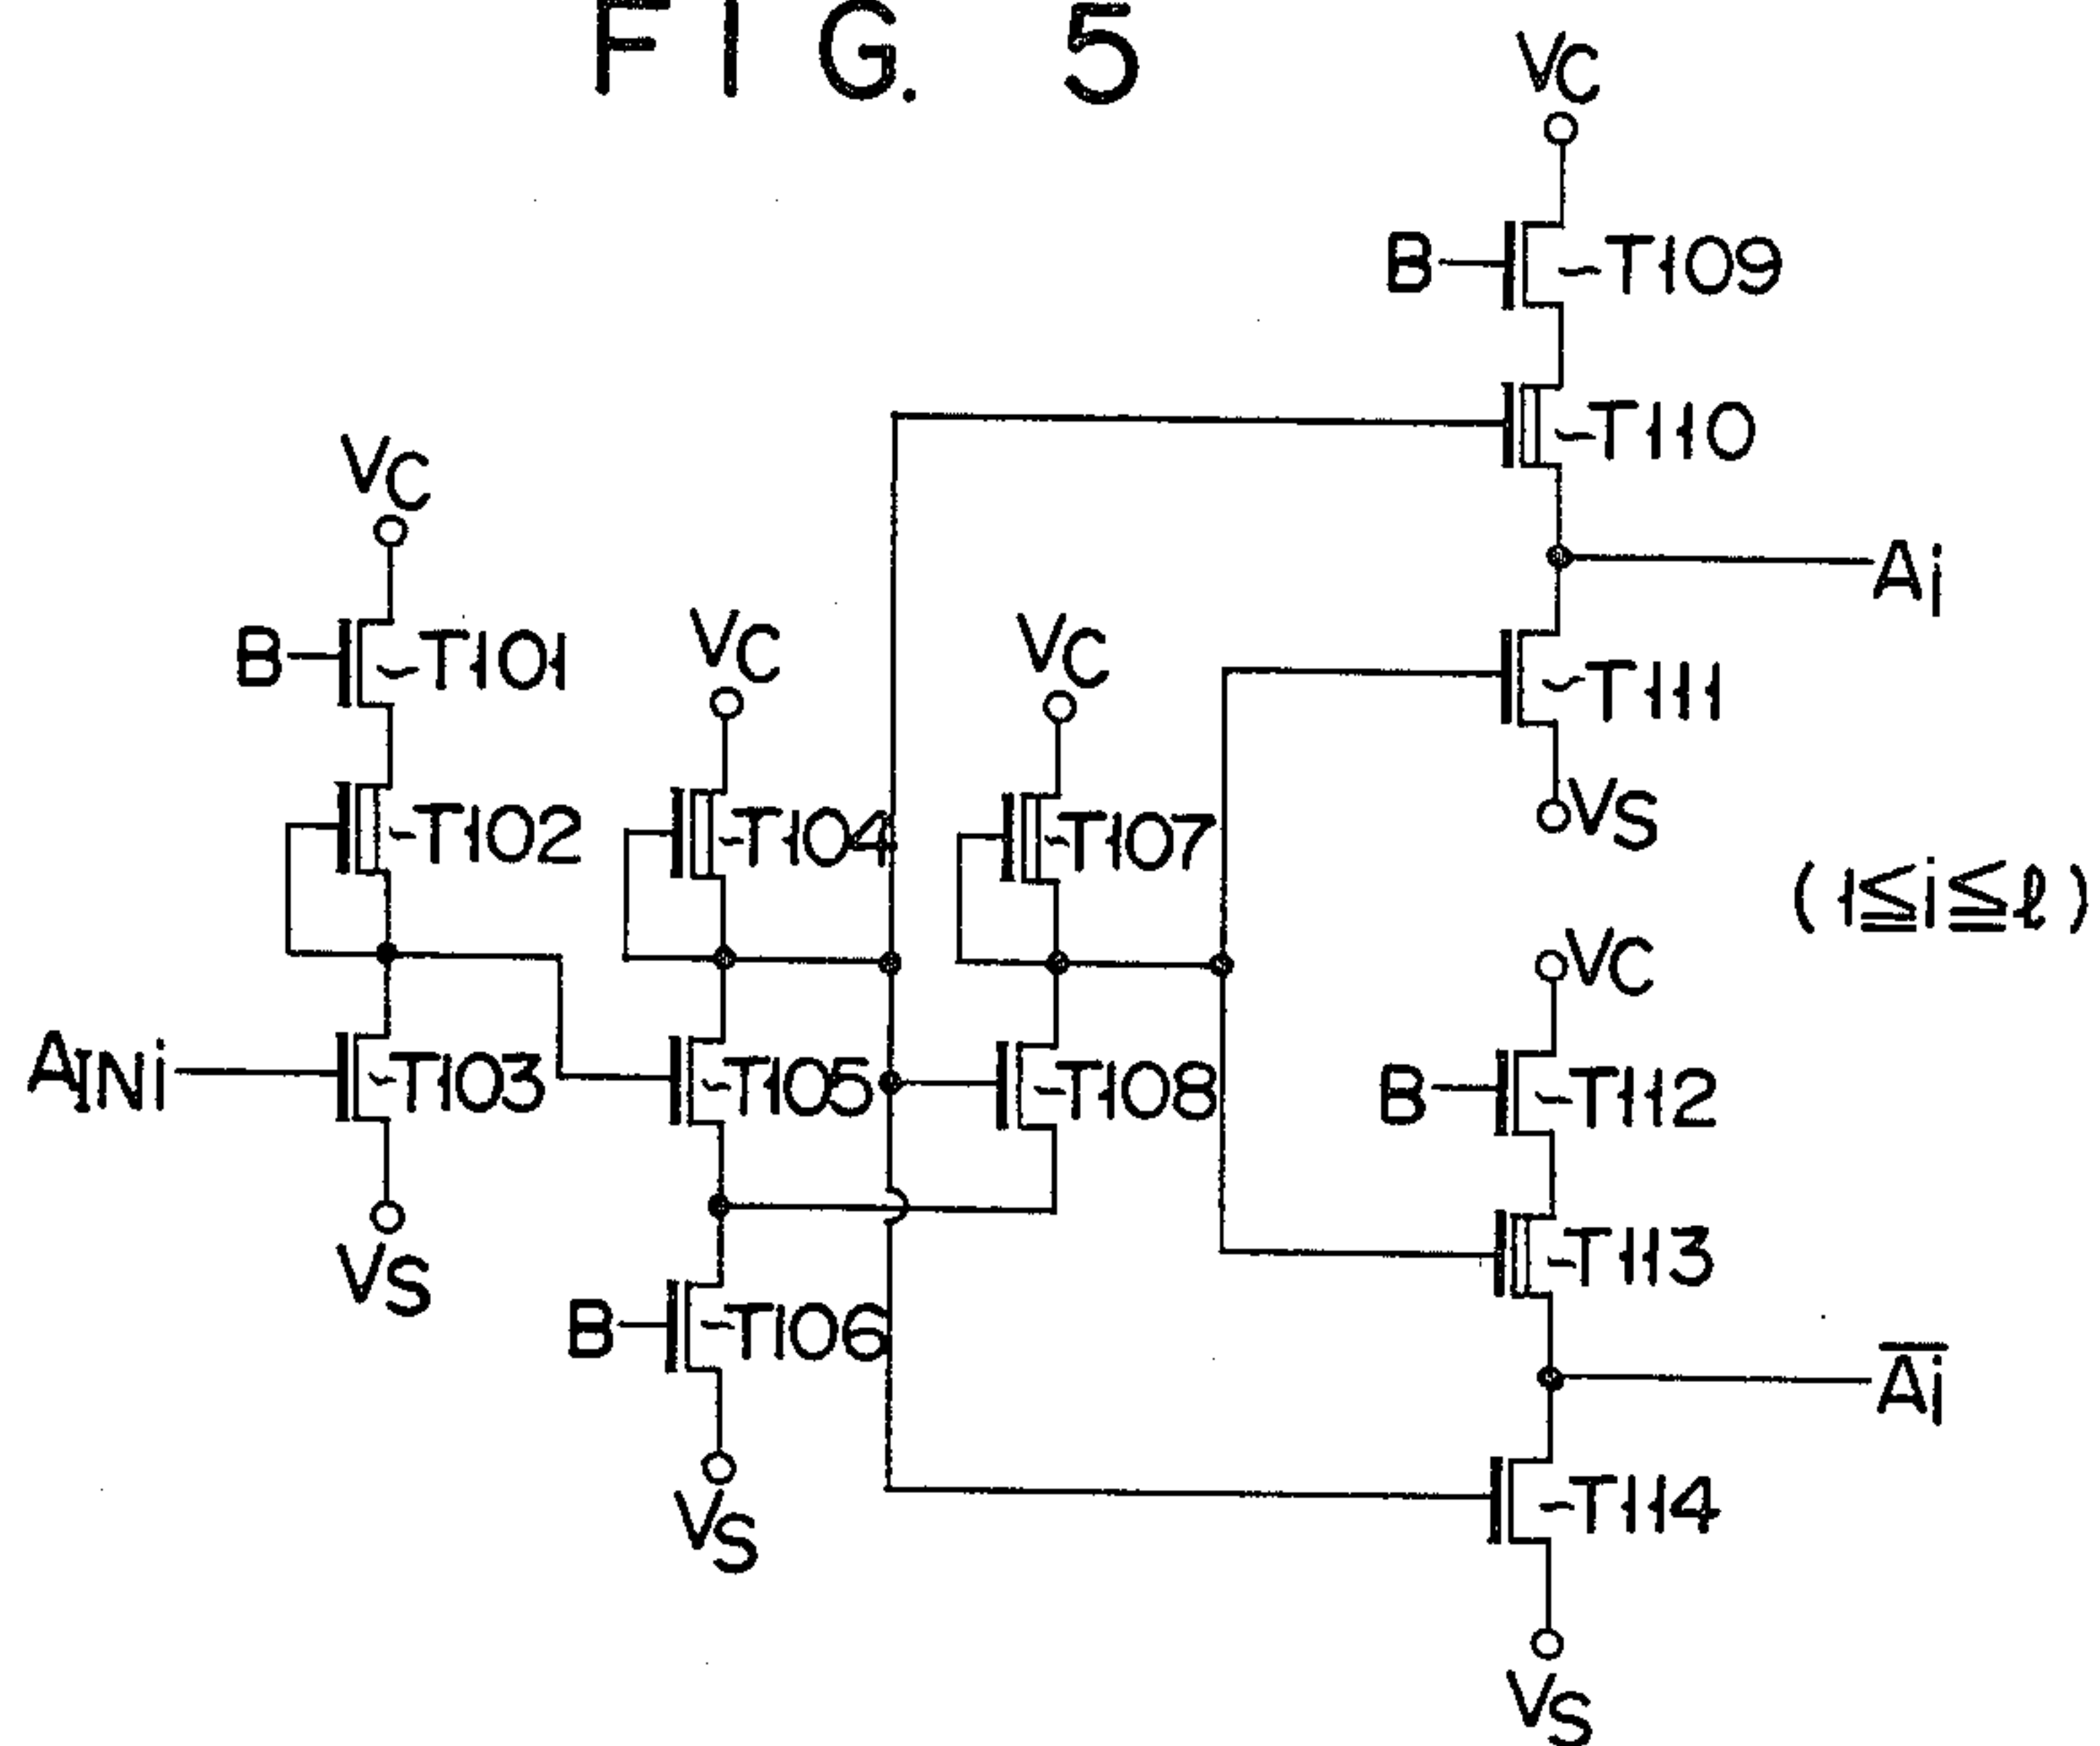 FIG. 5
VC
B T109
T110
Ai
T111
VS
VC
B T101
T102
AINi T103
VS
VC
T104
T105
B T106
VS
VC
T107
T108
(1≦i≦ℓ)
VC
B T112
T113
A̅i̅
T114
VS